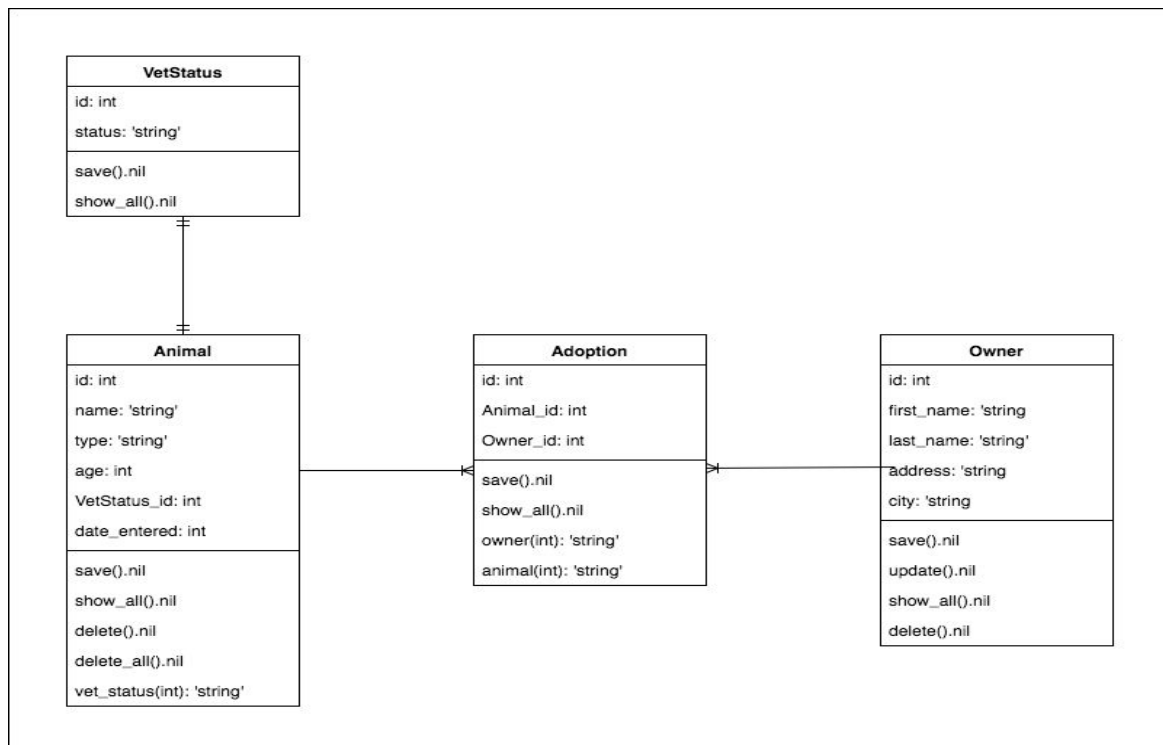 VetStatus
id: int
status: 'string'
save().nil
show_all().nil
Animal
id: int
name: 'string'
type: 'string'
age: int
VetStatus_id: int
date_entered: int
save().nil
show_all().nil
delete().nil
delete_all().nil
vet_status(int): 'string'
Adoption
id: int
Animal_id: int
Owner_id: int
save().nil
show_all().nil
owner(int): 'string'
animal(int): 'string'
Owner
id: int
first_name: 'string
last_name: 'string'
address: 'string
city: 'string
save().nil
update().nil
show_all().nil
delete().nil